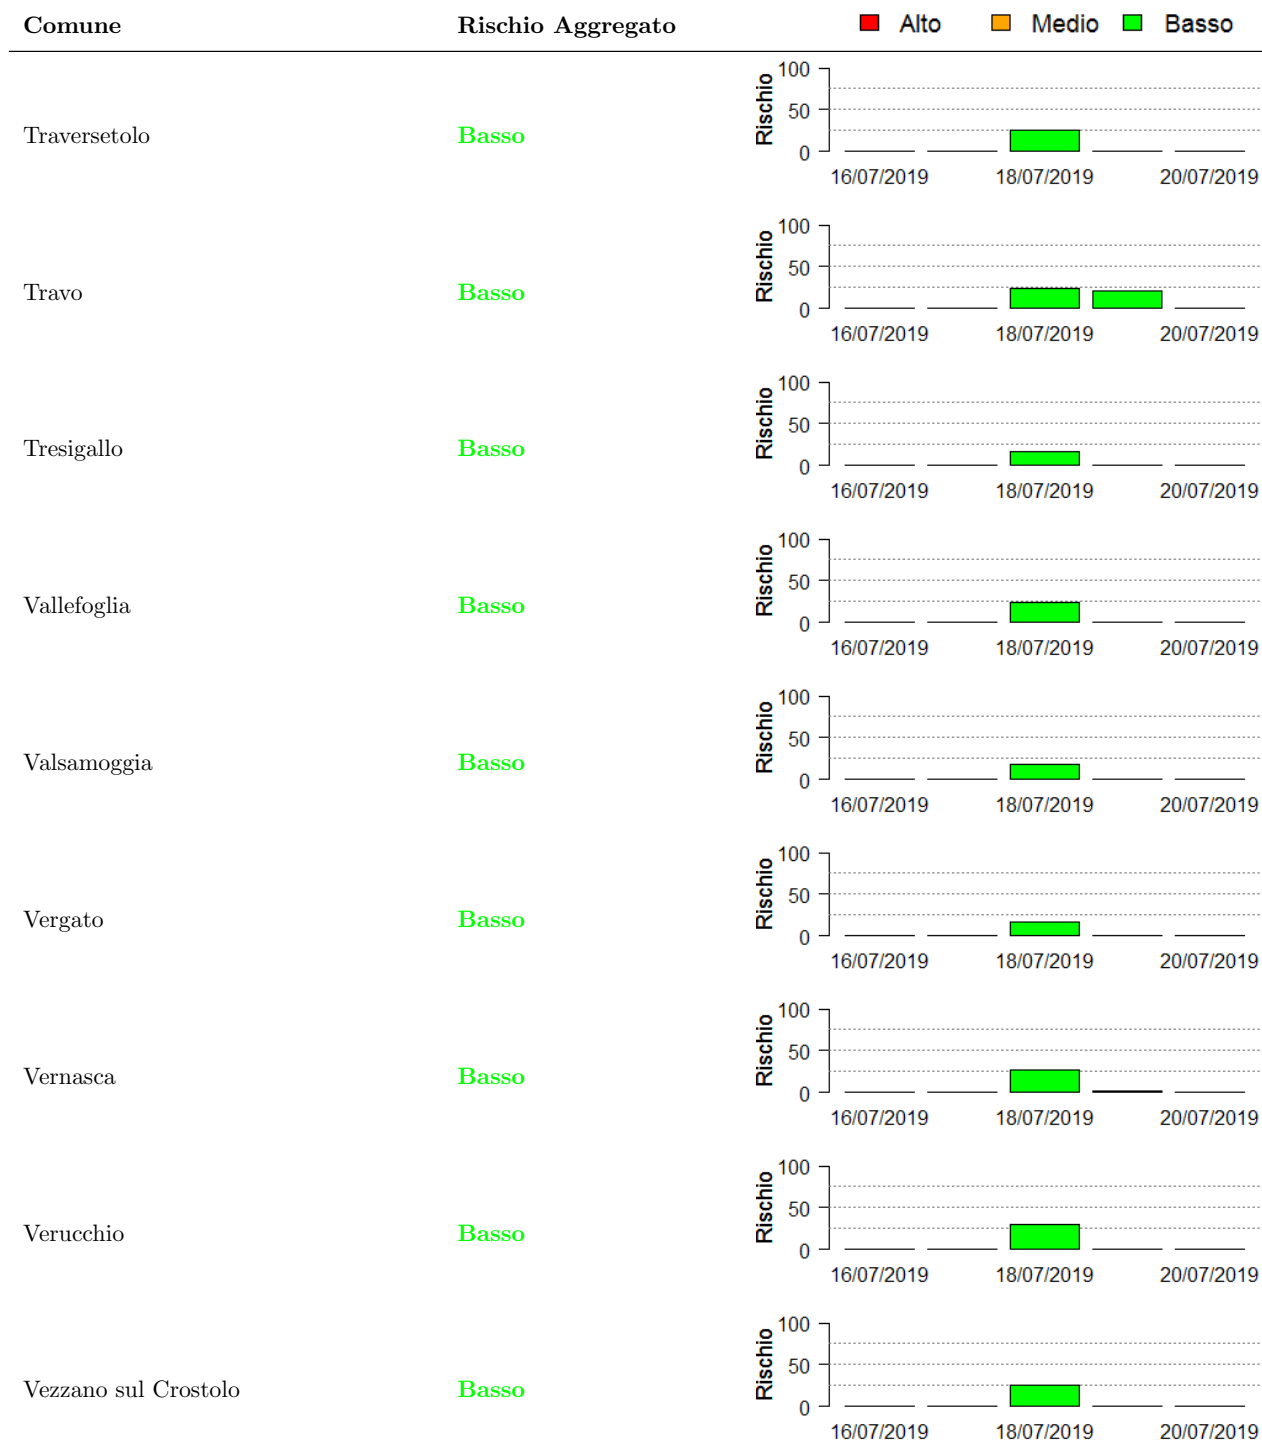 Comune Rischio Aggregato Alto Medio Basso
100
50
0
Rischio
Traversetolo Basso
16/07/2019 18/07/2019 20/07/2019
100
50
0
Rischio
Travo Basso
16/07/2019 18/07/2019 20/07/2019
100
50
0
Rischio
Tresigallo Basso
16/07/2019 18/07/2019 20/07/2019
100
50
0
Rischio
Vallefoglia Basso
16/07/2019 18/07/2019 20/07/2019
100
50
0
Rischio
Valsamoggia Basso
16/07/2019 18/07/2019 20/07/2019
100
50
0
Rischio
Vergato Basso
16/07/2019 18/07/2019 20/07/2019
100
50
0
Rischio
Vernasca Basso
16/07/2019 18/07/2019 20/07/2019
100
50
0
Rischio
Verucchio Basso
16/07/2019 18/07/2019 20/07/2019
100
50
0
Rischio
Vezzano sul Crostolo Basso
16/07/2019 18/07/2019 20/07/2019